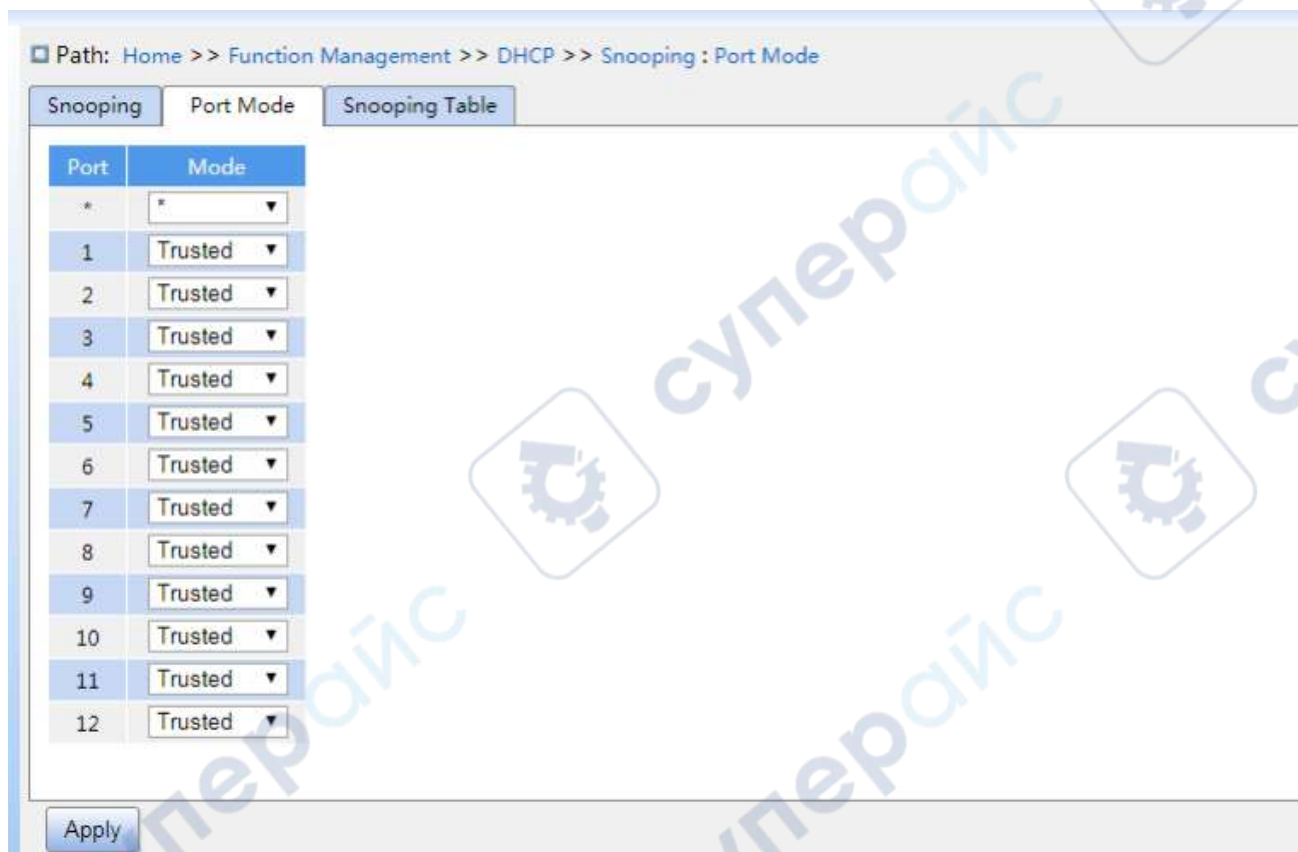 Path: Home >> Function Management >> DHCP >> Snooping : Port Mode
Snooping Port Mode Snooping Table
Port Mode
* *
1 Trusted
2 Trusted
3 Trusted
4 Trusted
5 Trusted
6 Trusted
7 Trusted
8 Trusted
9 Trusted
10 Trusted
11 Trusted
12 Trusted
Apply
суперайс